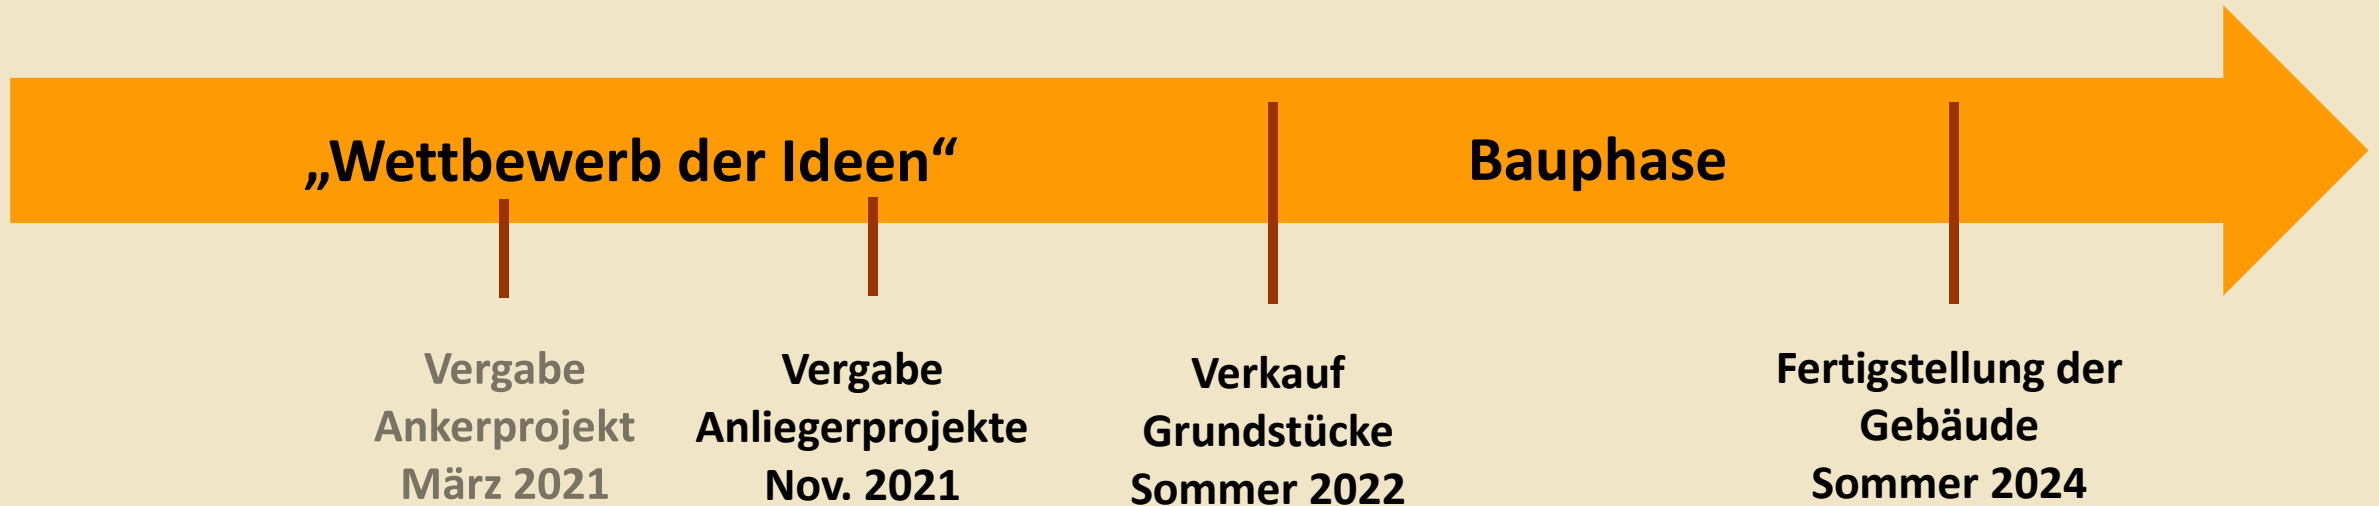 „Wettbewerb der Ideen“
Bauphase
Vergabe
Ankerprojekt
März 2021
Vergabe
Anliegerprojekte
Nov. 2021
Verkauf
Grundstücke
Sommer 2022
Fertigstellung der
Gebäude
Sommer 2024